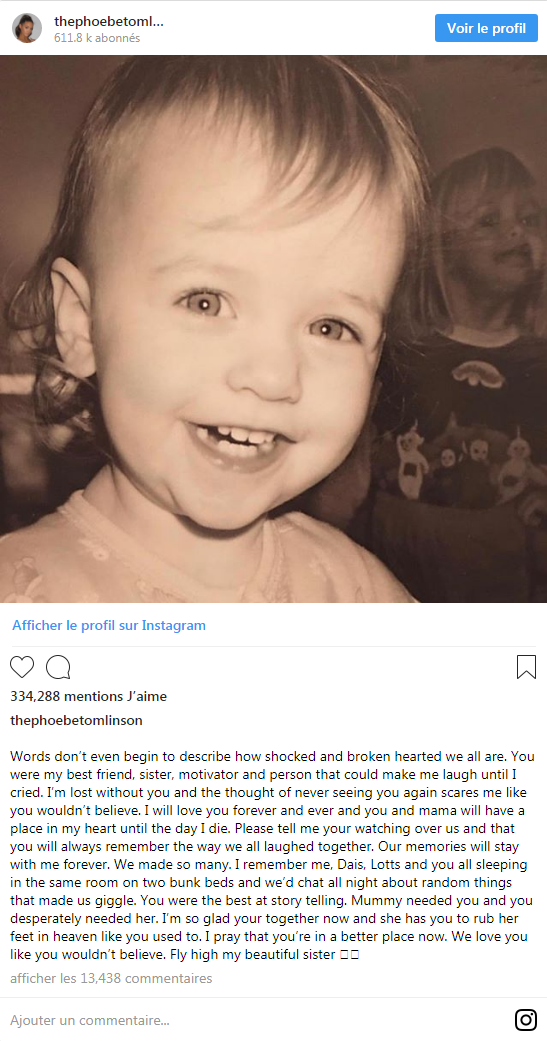 thephoebetoml...
611.8 k abonnés
Voir le profil
Afficher le profil sur Instagram
334,288 mentions J’aime
thephoebetomlinson
Words don’t even begin to describe how shocked and broken hearted we all are. You
were my best friend, sister, motivator and person that could make me laugh until I
cried. I’m lost without you and the thought of never seeing you again scares me like
you wouldn’t believe. I will love you forever and ever and you and mama will have a
place in my heart until the day I die. Please tell me your watching over us and that
you will always remember the way we all laughed together. Our memories will stay
with me forever. We made so many. I remember me, Dais, Lotts and you all sleeping
in the same room on two bunk beds and we’d chat all night about random things
that made us giggle. You were the best at story telling. Mummy needed you and you
desperately needed her. I’m so glad your together now and she has you to rub her
feet in heaven like you used to. I pray that you’re in a better place now. We love you
like you wouldn’t believe. Fly high my beautiful sister □□
afficher les 13,438 commentaires
Ajouter un commentaire...